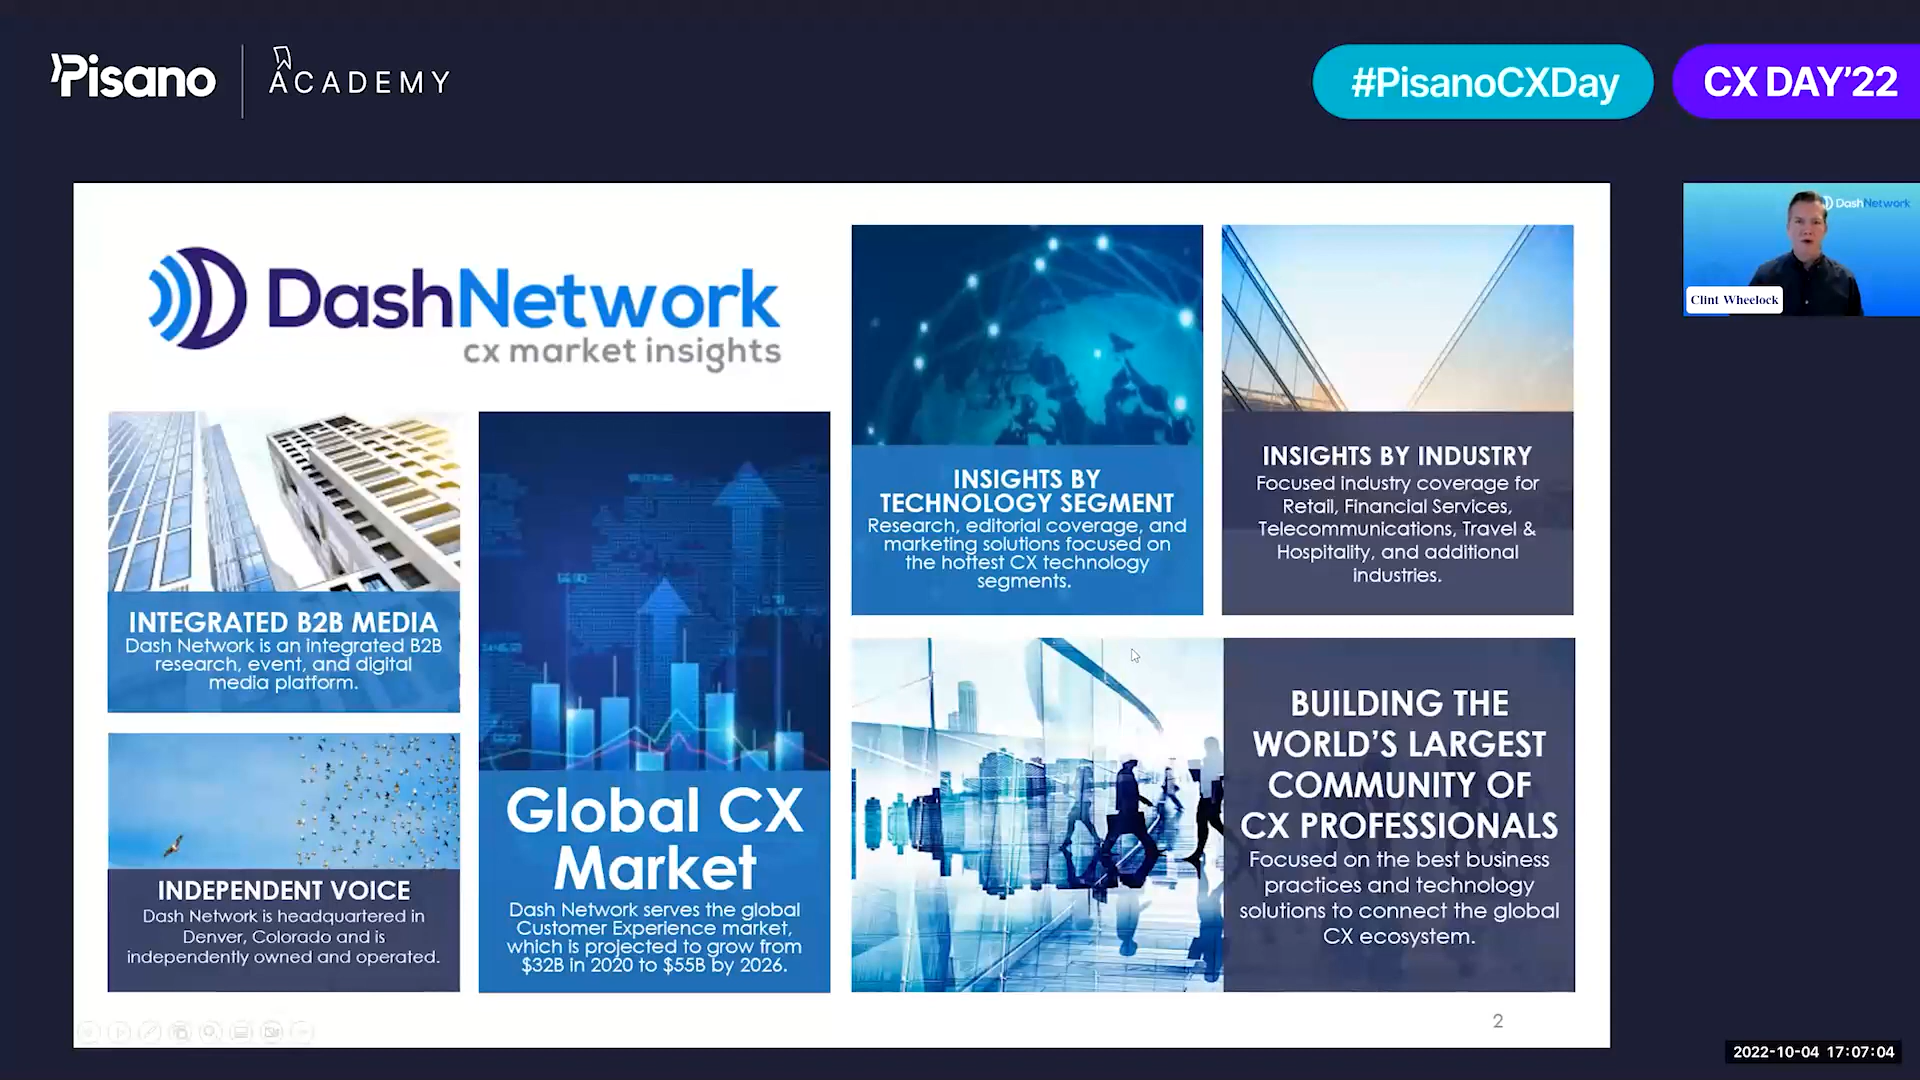 Pisano
ACADEMY
#PisanoCXDay
CX DAY'22
DashNetwork
cx market insights
INTEGRATED B2B MEDIA
Dash Network is an integrated B2B
research, event, and digital
media platform.
INDEPENDENT VOICE
Dash Network is headquartered in
Denver, Colorado and is
independently owned and operated.
Global CX
Market
Dash Network serves the global
Customer Experience market,
which is projected to grow from
$32B in 2020 to $55B by 2026.
INSIGHTS BY
TECHNOLOGY SEGMENT
Research, editorial coverage, and
marketing solutions focused on
the hottest CX technology
segments.
INSIGHTS BY INDUSTRY
Focused industry coverage for
Retail, Financial Services,
Telecommunications, Travel &
Hospitality, and additional
industries.
BUILDING THE
WORLD'S LARGEST
COMMUNITY OF
CX PROFESSIONALS
Focused on the best business
practices and technology
solutions to connect the global
CX ecosystem.
2
DashNetwork
Clint Wheelock
2022-10-04 17:07:04